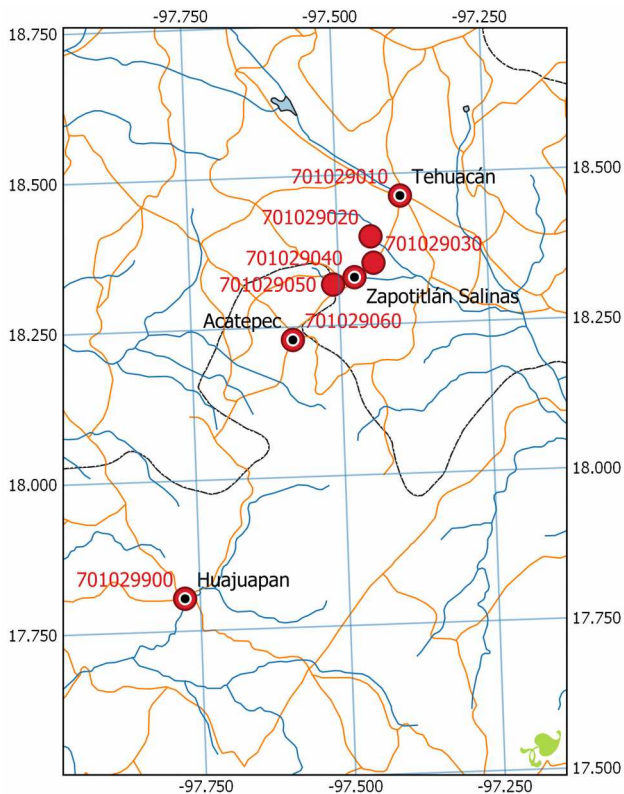 -97.750 -97.500 -97.250
18.750
701029010 Tehuacán
18.500
18.500
701029020
701029030
701029040
701029050
Zapotitlán Salinas
Acatepec 701029060
18.250
18.250
18.000
18.000
701029900 Huajuapan
17.750
17.750
17.500
-97.750 -97.500 -97.250